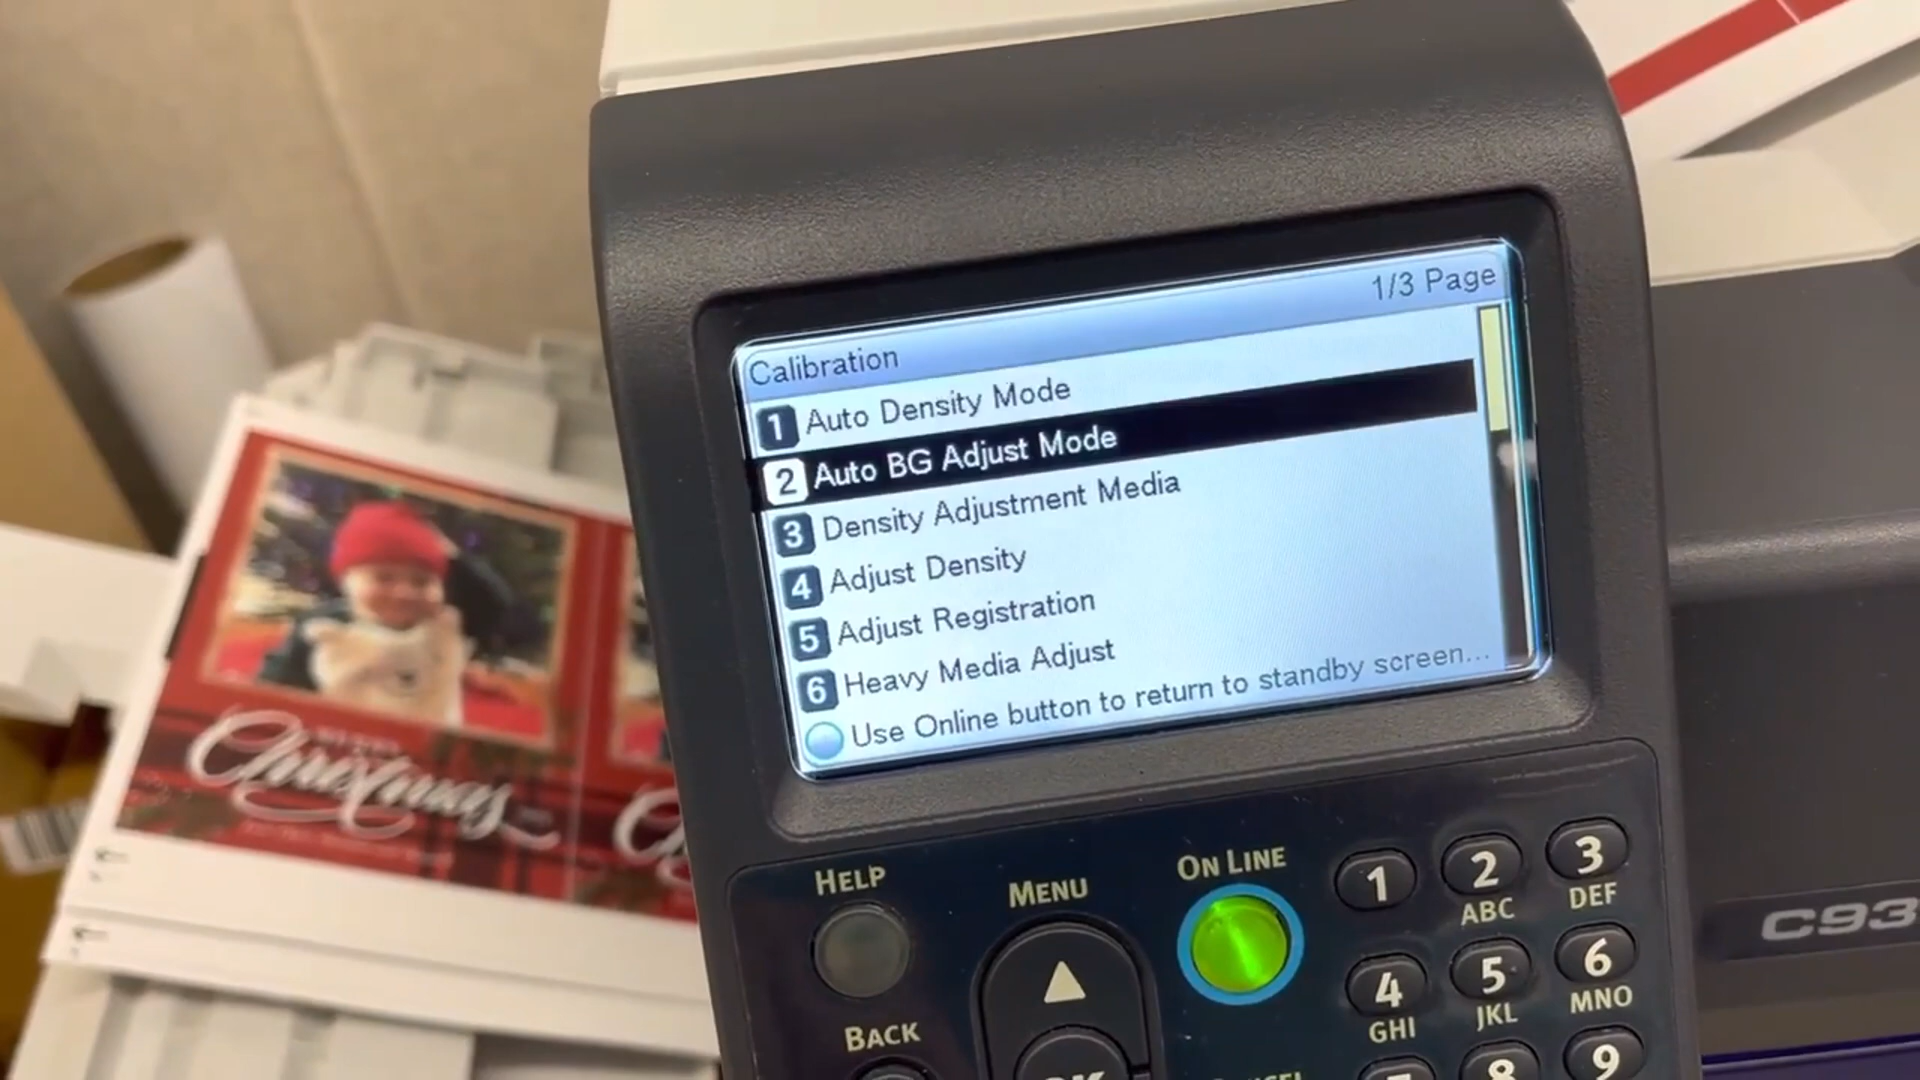 1/3 Page
Calibration
1 Auto Density Mode
2 Auto BG Adjust Mode
3 Density Adjustment Media
4 Adjust Density
5 Adjust Registration
6 Heavy Media Adjust
Use Online button to return to standby screen...
HELP
MENU
ON LINE
1
2
ABC
3
DEF
4
GHI
5
JKL
6
MNO
BACK
8
9
C93
Christmas